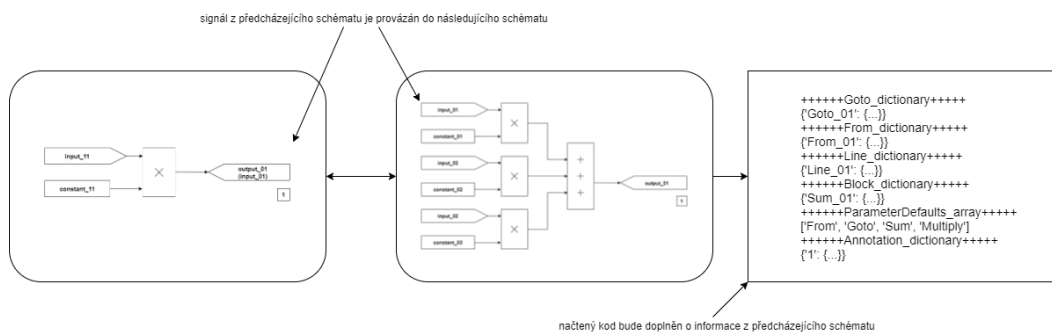 signál z předcházejícího schématu je provázán do následujícího schématu
input_11
constant_11
output_01
(input_01)
1
input_01
constant_01
input_02
constant_02
input_02
constant_03
output_01
1
++++++Goto_dictionary+++++
{'Goto_01': {...}}
++++++From_dictionary+++++
{'From_01': {...}}
++++++Line_dictionary+++++
{'Line_01': {...}}
++++++Block_dictionary+++++
{'Sum_01': {...}}
++++++ParameterDefaults_array+++++
['From', 'Goto', 'Sum', 'Multiply']
++++++Annotation_dictionary+++++
{'1': {...}}
načtený kod bude doplněn o informace z předcházejícího schématu